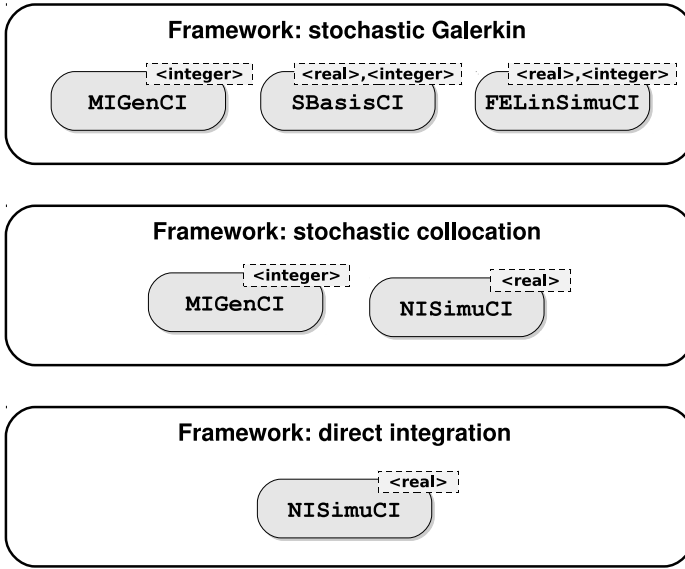 Framework: stochastic Galerkin
<integer> <real>,<integer> <real>,<integer>
MIGenCI SBasisCI FELinSimuCI
Framework: stochastic collocation
<integer> <real>
MIGenCI NISimuCI
Framework: direct integration
<real>
NISimuCI